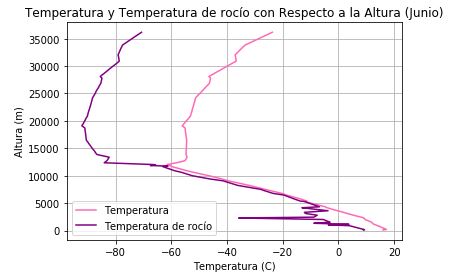 Temperatura y Temperatura de rocío con Respecto a la Altura (Junio)
Altura (m)
35000
30000
25000
20000
15000
10000
5000
0
Temperatura
Temperatura de rocío
−80 −60 −40 −20 0 20
Temperatura (C)